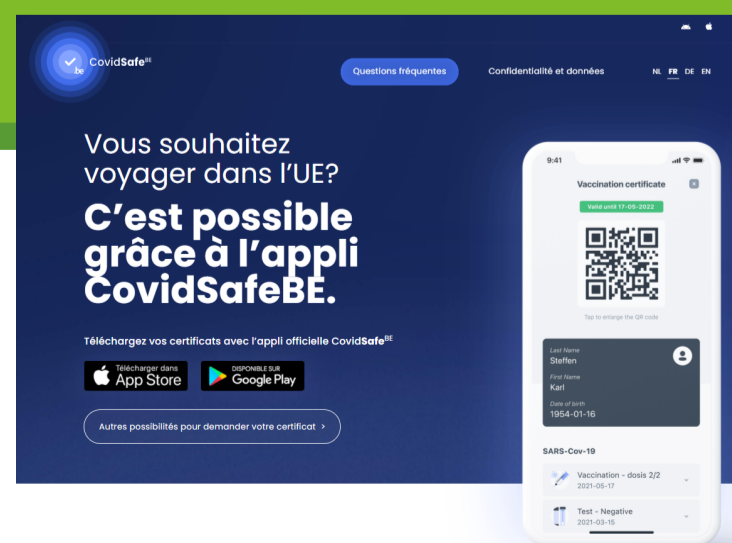 .be
CovidSafeBE
Questions fréquentes
Confidentialité et données
NL FR DE EN
Vous souhaitez
voyager dans l'UE?
C'est possible
grâce à l'appli
CovidSafeBE.
Téléchargez vos certificats avec l'appli officielle CovidSafeBE
Télécharger dans
App Store
DISPONIBLE SUR
Google Play
Autres possibilités pour demander votre certificat >
9:41
Vaccination certificate
Valid until 17-05-2022
Tap to enlarge the QR code
Last Name
Steffen
First Name
Karl
Date of birth
1954-01-16
SARS-Cov-19
Vaccination - dosis 2/2
2021-05-17
Test - Negative
2021-03-15